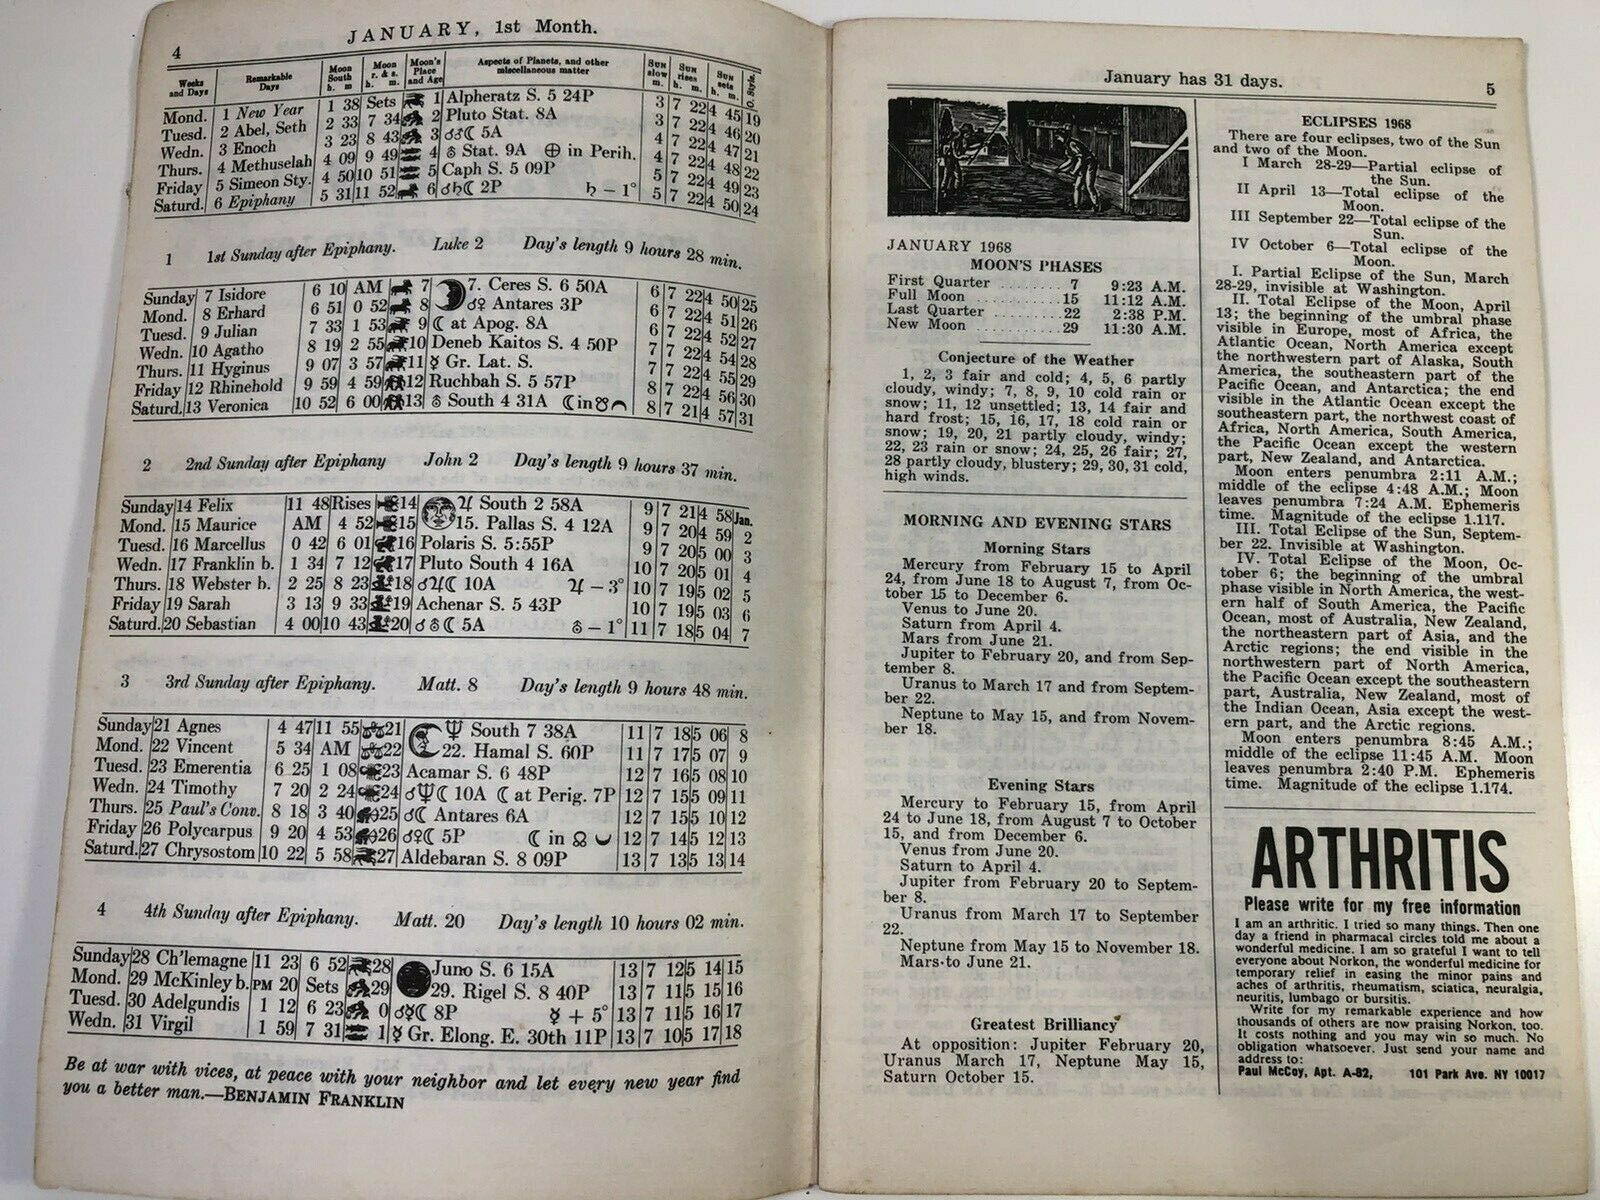 4
JANUARY, 1st Month.
Weeks and Days | Remarkable Days | Moon South h. m. | Moon r. & s. h. m. | Moon's Place and Age | Aspects of Planets, and other miscellaneous matter | Sun slow m. | Sun rises h. m. | Sun sets h. m. | O. Style.
Mond. 1 New Year 1 38 Sets 1 Alpheratz S. 5 24P 3 7 22 4 45 19
Tuesd. 2 Abel, Seth 2 33 7 34 2 Pluto Stat. 8A 3 7 22 4 46 20
Wedn. 3 Enoch 3 23 8 43 3 ☌♂☾ 5A 4 7 22 4 47 21
Thurs. 4 Methuselah 4 09 9 49 4 ⛢ Stat. 9A ⊕ in Perih. 4 7 22 4 48 22
Friday 5 Simeon Sty. 4 50 10 51 5 Caph S. 5 09P 5 7 22 4 49 23
Saturd. 6 Epiphany 5 31 11 52 6 ☌♄☾ 2P ♄ – 1° 5 7 22 4 50 24
1 1st Sunday after Epiphany. Luke 2 Day's length 9 hours 28 min.
Sunday 7 Isidore 6 10 AM 7 7. Ceres S. 6 50A 6 7 22 4 50 25
Mond. 8 Erhard 6 51 0 52 8 ☌♀ Antares 3P 6 7 22 4 51 26
Tuesd. 9 Julian 7 33 1 53 9 ☾ at Apog. 8A 6 7 22 4 52 27
Wedn. 10 Agatho 8 19 2 55 10 Deneb Kaitos S. 4 50P 7 7 22 4 54 28
Thurs. 11 Hyginus 9 07 3 57 11 ☿ Gr. Lat. S. 7 7 22 4 55 29
Friday 12 Rhinehold 9 59 4 59 12 Ruchbah S. 5 57P 8 7 22 4 56 30
Saturd. 13 Veronica 10 52 6 00 13 ⛢ South 4 31A ☾ in ☋ 8 7 21 4 57 31
2 2nd Sunday after Epiphany John 2 Day's length 9 hours 37 min.
Sunday 14 Felix 11 48 Rises 14 ♃ South 2 58A 9 7 21 4 58 Jan.
Mond. 15 Maurice AM 4 52 15 15. Pallas S. 4 12A 9 7 20 4 59 2
Tuesd. 16 Marcellus 0 42 6 01 16 Polaris S. 5:55P 9 7 20 5 00 3
Wedn. 17 Franklin b. 1 34 7 12 17 Pluto South 4 16A 10 7 20 5 01 4
Thurs. 18 Webster b. 2 25 8 23 18 ☌♃☾ 10A ♃ – 3° 10 7 19 5 02 5
Friday 19 Sarah 3 13 9 33 19 Achenar S. 5 43P 10 7 19 5 03 6
Saturd. 20 Sebastian 4 00 10 43 20 ☌⛢☾ 5A ⛢ – 1° 11 7 18 5 04 7
3 3rd Sunday after Epiphany. Matt. 8 Day's length 9 hours 48 min.
Sunday 21 Agnes 4 47 11 55 21 ♆ South 7 38A 11 7 18 5 06 8
Mond. 22 Vincent 5 34 AM 22 22. Hamal S. 60P 11 7 17 5 07 9
Tuesd. 23 Emerentia 6 25 1 08 23 Acamar S. 6 48P 12 7 16 5 08 10
Wedn. 24 Timothy 7 20 2 24 24 ☌♆☾ 10A ☾ at Perig. 7P 12 7 15 5 09 11
Thurs. 25 Paul's Conv. 8 18 3 40 25 ☌☾ Antares 6A 12 7 15 5 10 12
Friday 26 Polycarpus 9 20 4 53 26 ☌♀☾ 5P ☾ in ☊ 12 7 14 5 12 13
Saturd. 27 Chrysostom 10 22 5 58 27 Aldebaran S. 8 09P 13 7 13 5 13 14
4 4th Sunday after Epiphany. Matt. 20 Day's length 10 hours 02 min.
Sunday 28 Ch'lemagne 11 23 6 52 28 Juno S. 6 15A 13 7 12 5 14 15
Mond. 29 McKinley b. PM 20 Sets 29 29. Rigel S. 8 40P 13 7 11 5 15 16
Tuesd. 30 Adelgundis 1 12 6 23 0 ☌☿☾ 8P ☿ + 5° 13 7 11 5 16 17
Wedn. 31 Virgil 1 59 7 31 1 ☿ Gr. Elong. E. 30th 11P 13 7 10 5 17 18
Be at war with vices, at peace with your neighbor and let every new year find
you a better man.—BENJAMIN FRANKLIN
January has 31 days.
5
JANUARY 1968
MOON'S PHASES
First Quarter ........ 7 9:23 A.M.
Full Moon ........... 15 11:12 A.M.
Last Quarter ......... 22 2:38 P.M.
New Moon .......... 29 11:30 A.M.
Conjecture of the Weather
1, 2, 3 fair and cold; 4, 5, 6 partly
cloudy, windy; 7, 8, 9, 10 cold rain or
snow; 11, 12 unsettled; 13, 14 fair and
hard frost; 15, 16, 17, 18 cold rain or
snow; 19, 20, 21 partly cloudy, windy;
22, 23 rain or snow; 24, 25, 26 fair; 27,
28 partly cloudy, blustery; 29, 30, 31 cold,
high winds.
MORNING AND EVENING STARS
Morning Stars
Mercury from February 15 to April
24, from June 18 to August 7, from Oc-
tober 15 to December 6.
Venus to June 20.
Saturn from April 4.
Mars from June 21.
Jupiter to February 20, and from Sep-
tember 8.
Uranus to March 17 and from Septem-
ber 22.
Neptune to May 15, and from Novem-
ber 18.
Evening Stars
Mercury to February 15, from April
24 to June 18, from August 7 to October
15, and from December 6.
Venus from June 20.
Saturn to April 4.
Jupiter from February 20 to Septem-
ber 8.
Uranus from March 17 to September
22.
Neptune from May 15 to November 18.
Mars to June 21.
Greatest Brilliancy
At opposition: Jupiter February 20,
Uranus March 17, Neptune May 15,
Saturn October 15.
ECLIPSES 1968
There are four eclipses, two of the Sun
and two of the Moon.
I March 28-29—Partial eclipse of
the Sun.
II April 13—Total eclipse of the
Moon.
III September 22—Total eclipse of the
Sun.
IV October 6—Total eclipse of the
Moon.
I. Partial Eclipse of the Sun, March
28-29, invisible at Washington.
II. Total Eclipse of the Moon, April
13; the beginning of the umbral phase
visible in Europe, most of Africa, the
Atlantic Ocean, North America except
the northwestern part of Alaska, South
America, the southeastern part of the
Pacific Ocean, and Antarctica; the end
visible in the Atlantic Ocean except the
southeastern part, the northwest coast of
Africa, North America, South America,
the Pacific Ocean except the western
part, New Zealand, and Antarctica.
Moon enters penumbra 2:11 A.M.;
middle of the eclipse 4:48 A.M.; Moon
leaves penumbra 7:24 A.M. Ephemeris
time. Magnitude of the eclipse 1.117.
III. Total Eclipse of the Sun, Septem-
ber 22. Invisible at Washington.
IV. Total Eclipse of the Moon, Oc-
tober 6; the beginning of the umbral
phase visible in North America, the west-
ern half of South America, the Pacific
Ocean, most of Australia, New Zealand,
the northeastern part of Asia, and the
Arctic regions; the end visible in the
northwestern part of North America,
the Pacific Ocean except the southeastern
part, Australia, New Zealand, most of
the Indian Ocean, Asia except the west-
ern part, and the Arctic regions.
Moon enters penumbra 8:45 A.M.;
middle of the eclipse 11:45 A.M. Moon
leaves penumbra 2:40 P.M. Ephemeris
time. Magnitude of the eclipse 1.174.
ARTHRITIS
Please write for my free information
I am an arthritic. I tried so many things. Then one
day a friend in pharmacal circles told me about a
wonderful medicine. I am so grateful I want to tell
everyone about Norkon, the wonderful medicine for
temporary relief in easing the minor pains and
aches of arthritis, rheumatism, sciatica, neuralgia,
neuritis, lumbago or bursitis.
Write for my remarkable experience and how
thousands of others are now praising Norkon, too.
It costs nothing and you may win so much. No
obligation whatsoever. Just send your name and
address to:
Paul McCoy, Apt. A-82, 101 Park Ave. NY 10017